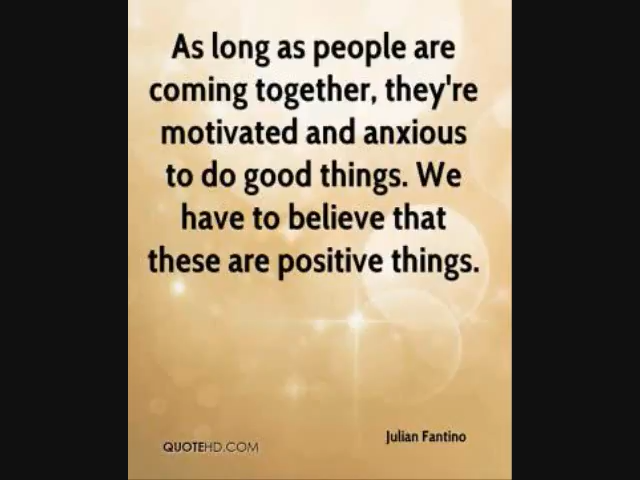 As long as people are
coming together, they're
motivated and anxious
to do good things. We
have to believe that
these are positive things.
Julian Fantino
QUOTEHD.COM